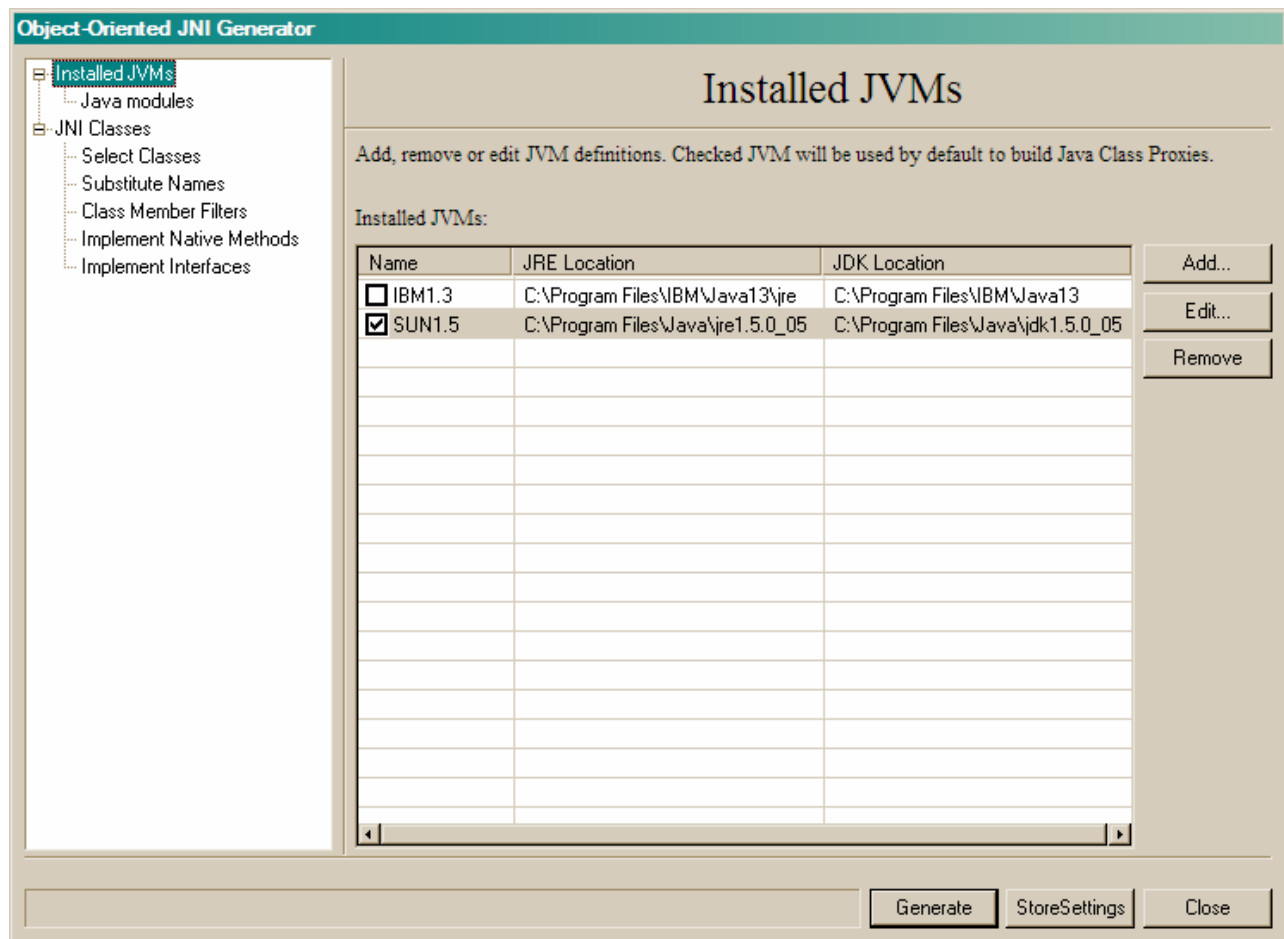 Object-Oriented JNI Generator
Installed JVMs
Java modules
JNI Classes
Select Classes
Substitute Names
Class Member Filters
Implement Native Methods
Implement Interfaces
Installed JVMs
Add, remove or edit JVM definitions. Checked JVM will be used by default to build Java Class Proxies.
Installed JVMs:
Name JRE Location JDK Location
IBM1.3 C:\Program Files\IBM\Java13\jre C:\Program Files\IBM\Java13
SUN1.5 C:\Program Files\Java\jre1.5.0_05 C:\Program Files\Java\jdk1.5.0_05
Add...
Edit...
Remove
Generate StoreSettings Close